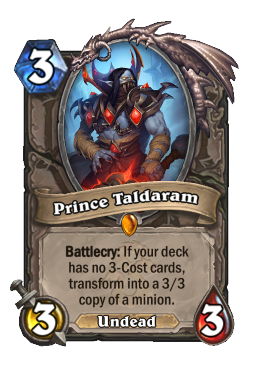 3
Prince Taldaram
Battlecry: If your deck
has no 3-Cost cards,
transform into a 3/3
copy of a minion.
3
Undead
3